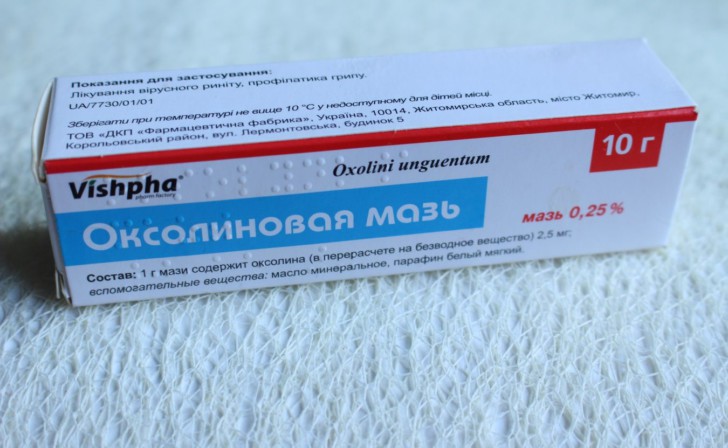 Показання для застосування:
Лікування вірусного риніту, профілактика грипу.
UA/7730/01/01
Зберігати при температурі не вище 10 °С у недоступному для дітей місці.
ТОВ «ДКП «Фармацевтична фабрика», Україна, 10014, Житомирська область, місто Житомир,
Корольовський район, вул. Лермонтовська, будинок 5
Vishpha®
pharm factory
Oxolini unguentum
10 г
Оксолиновая мазь
мазь 0,25 %
Состав: 1 г мази содержит оксолина (в перерасчете на безводное вещество) 2,5 мг;
вспомогательные вещества: масло минеральное, парафин белый мягкий.